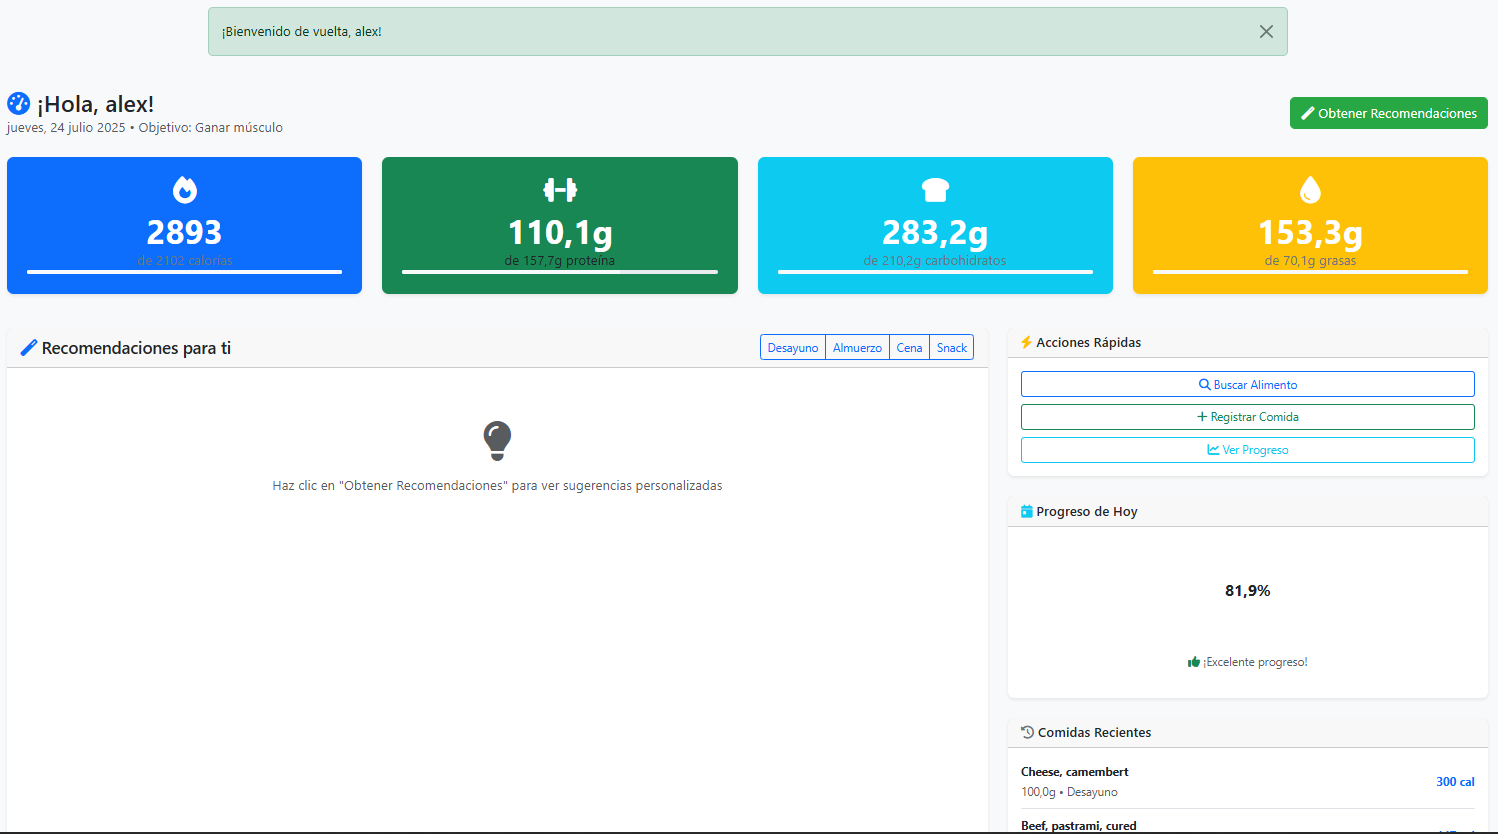 ¡Bienvenido de vuelta, alex!
¡Hola, alex!
jueves, 24 julio 2025 • Objetivo: Ganar músculo
Obtener Recomendaciones
2893
de 2102 calorías
110,1g
de 157,7g proteína
283,2g
de 210,2g carbohidratos
153,3g
de 70,1g grasas
Recomendaciones para ti
Desayuno Almuerzo Cena Snack
Haz clic en "Obtener Recomendaciones" para ver sugerencias personalizadas
Acciones Rápidas
Buscar Alimento
Registrar Comida
Ver Progreso
Progreso de Hoy
81,9%
¡Excelente progreso!
Comidas Recientes
Cheese, camembert
100,0g • Desayuno
300 cal
Beef, pastrami, cured